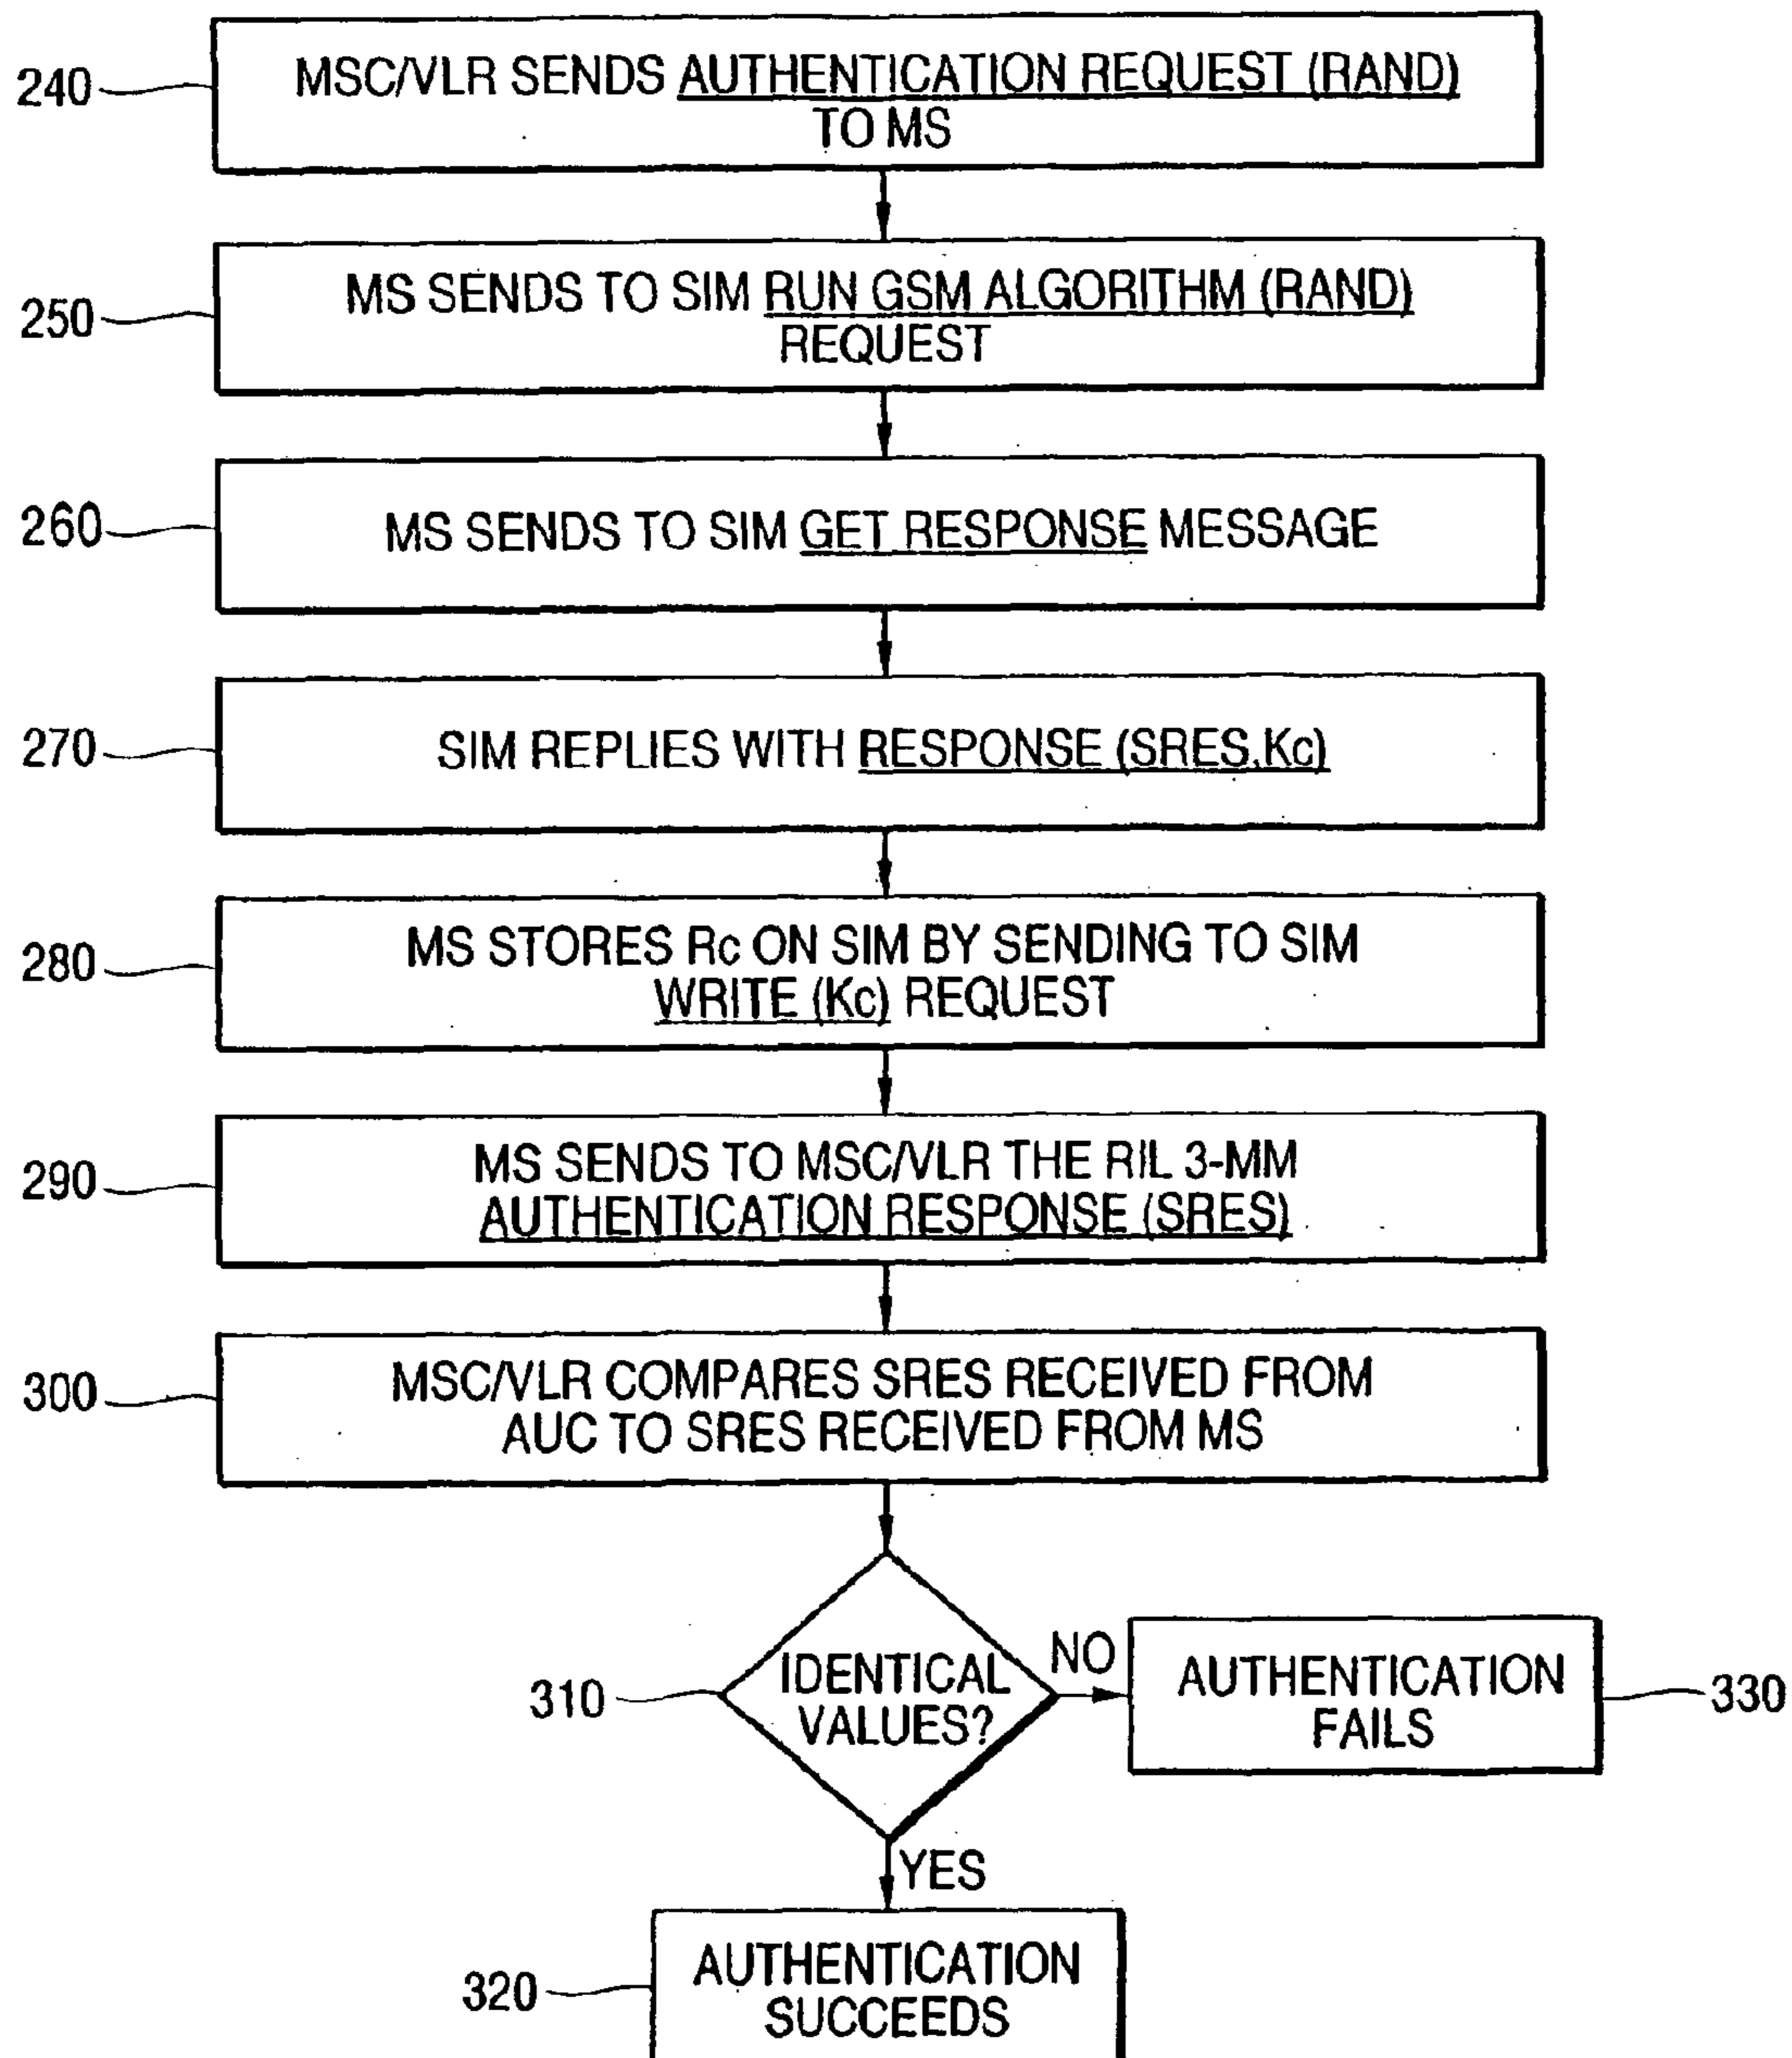 240
MSC/VLR SENDS AUTHENTICATION REQUEST (RAND)
TO MS
250
MS SENDS TO SIM RUN GSM ALGORITHM (RAND)
REQUEST
260
MS SENDS TO SIM GET RESPONSE MESSAGE
270
SIM REPLIES WITH RESPONSE (SRES,Kc)
280
MS STORES Rc ON SIM BY SENDING TO SIM
WRITE (Kc) REQUEST
290
MS SENDS TO MSC/VLR THE RIL 3-MM
AUTHENTICATION RESPONSE (SRES)
300
MSC/VLR COMPARES SRES RECEIVED FROM
AUC TO SRES RECEIVED FROM MS
310
IDENTICAL
VALUES?
NO
AUTHENTICATION
FAILS
330
YES
320
AUTHENTICATION
SUCCEEDS